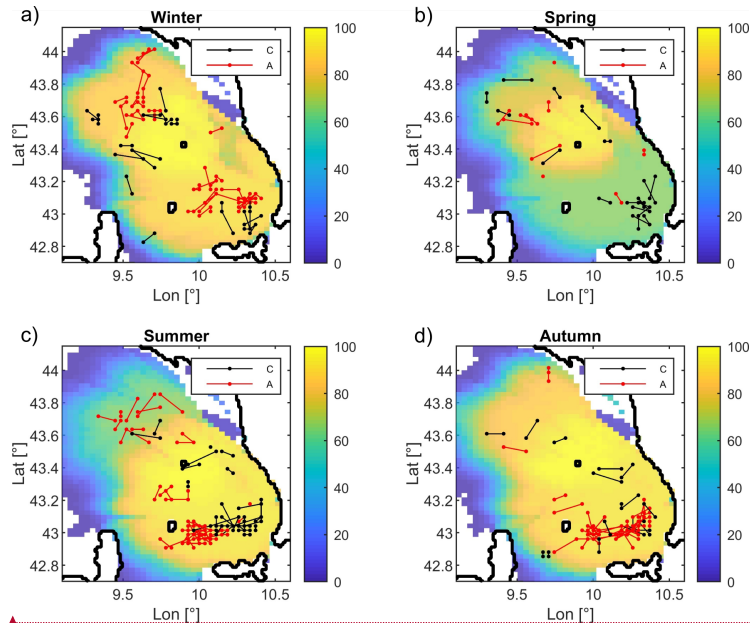 a) Winter
C
A
44
43.8
43.6
43.4
43.2
43
42.8
Lat [°]
9.5 10 10.5
Lon [°]
100
80
60
40
20
0
b) Spring
C
A
44
43.8
43.6
43.4
43.2
43
42.8
Lat [°]
9.5 10 10.5
Lon [°]
100
80
60
40
20
0
c) Summer
C
A
44
43.8
43.6
43.4
43.2
43
42.8
Lat [°]
9.5 10 10.5
Lon [°]
100
80
60
40
20
0
d) Autumn
C
A
44
43.8
43.6
43.4
43.2
43
42.8
Lat [°]
9.5 10 10.5
Lon [°]
100
80
60
40
20
0